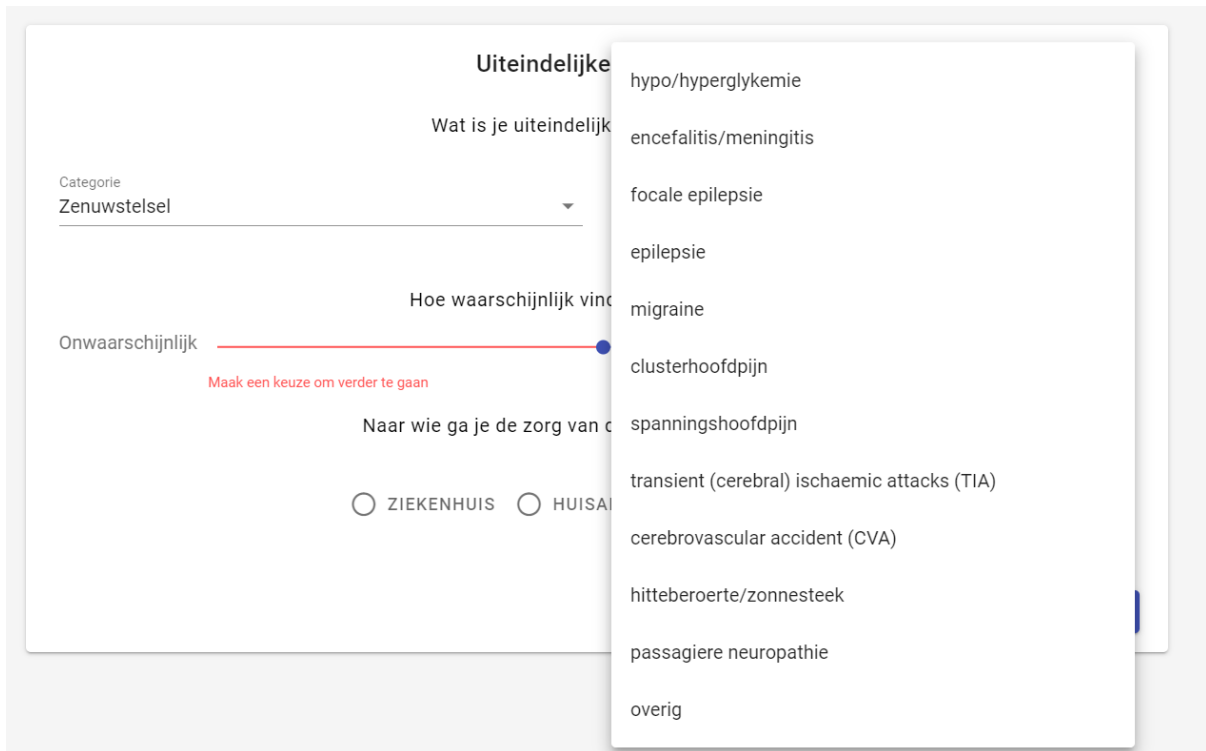 Uiteindelijke
Wat is je uiteindelijk
Categorie
Zenuwstelsel
Hoe waarschijnlijk
Onwaarschijnlijk
Maak een keuze om verder te gaan
Naar wie ga je de zorg van
ZIEKENHUIS
hypo/hyperglykemie
encefalitis/meningitis
focale epilepsie
epilepsie
migraine
clusterhoofdpijn
spanningshoofdpijn
transient (cerebral) ischaemic attacks (TIA)
cerebrovascular accident (CVA)
hitteberoerte/zonnesteek
passagiere neuropathie
overig